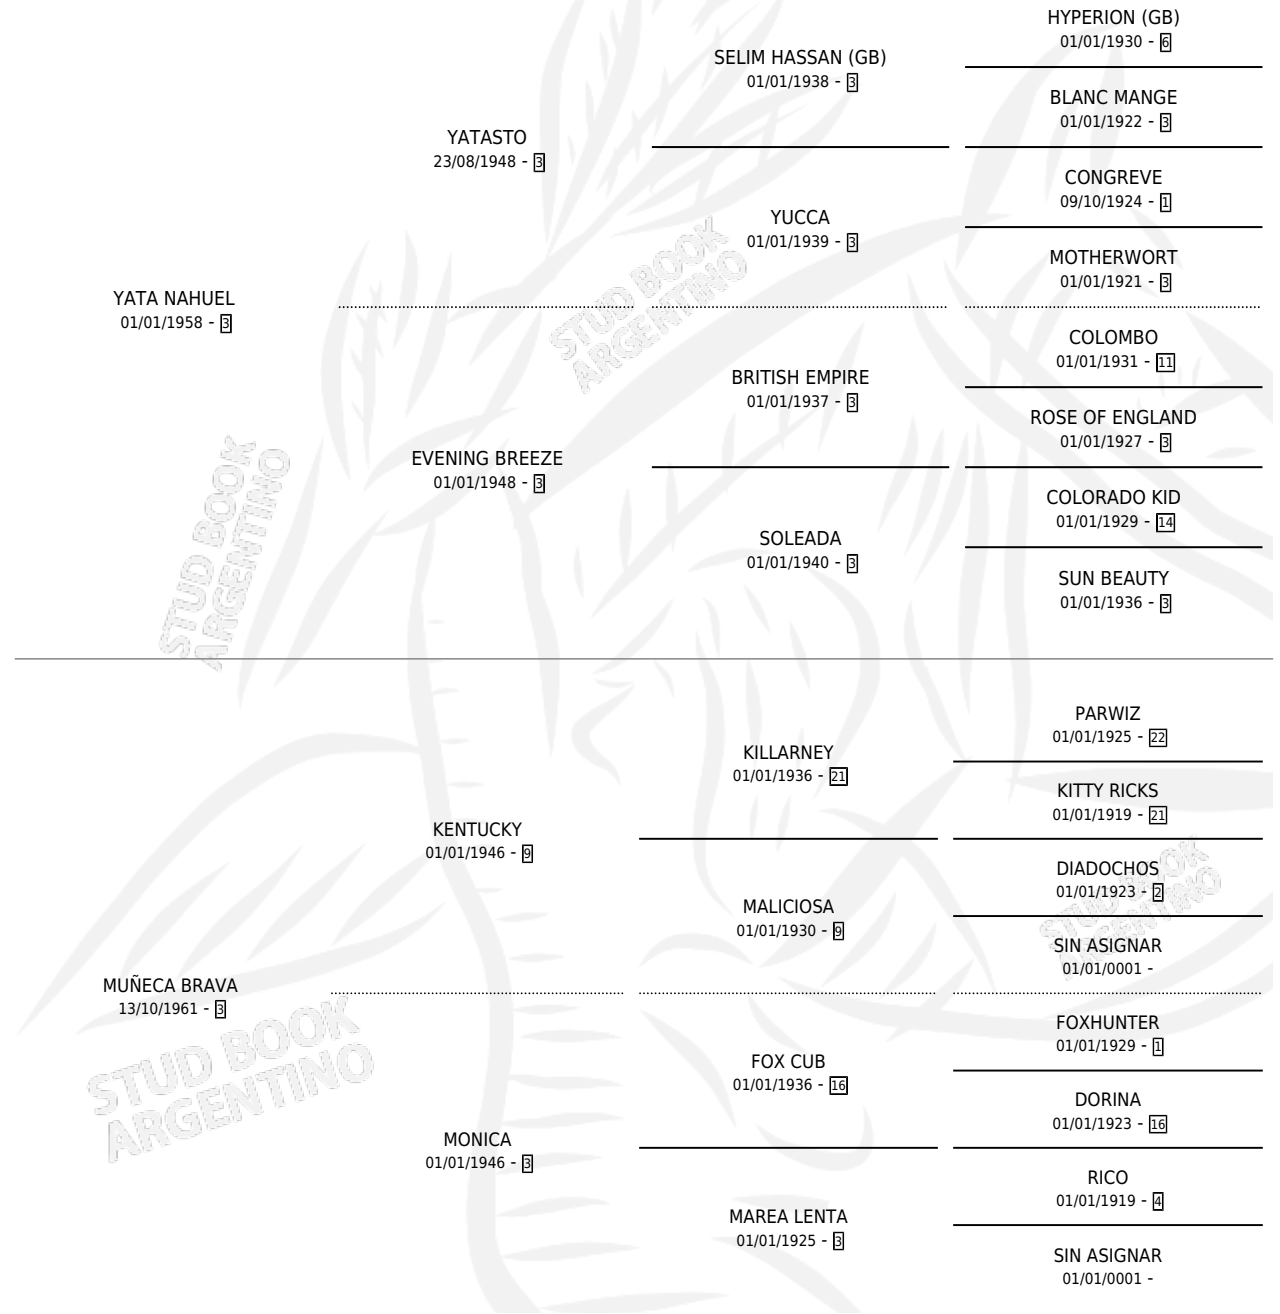 HYPERION (GB)
01/01/1930 - 6
SELIM HASSAN (GB)
01/01/1938 - 3
BLANC MANGE
01/01/1922 - 3
YATASTO
23/08/1948 - 3
CONGREVE
09/10/1924 - 1
YUCCA
01/01/1939 - 3
MOTHERWORT
01/01/1921 - 3
YATA NAHUEL
01/01/1958 - 3
COLOMBO
01/01/1931 - 11
BRITISH EMPIRE
01/01/1937 - 3
ROSE OF ENGLAND
01/01/1927 - 3
EVENING BREEZE
01/01/1948 - 3
COLORADO KID
01/01/1929 - 14
SOLEADA
01/01/1940 - 3
SUN BEAUTY
01/01/1936 - 3
STUD BOOK
ARGENTINO
STUD BOOK
ARGENTINO
PARWIZ
01/01/1925 - 22
KILLARNEY
01/01/1936 - 21
KITTY RICKS
01/01/1919 - 21
KENTUCKY
01/01/1946 - 9
DIADOCHOS
01/01/1923 - 2
MALICIOSA
01/01/1930 - 9
SIN ASIGNAR
01/01/0001 -
MUÑECA BRAVA
13/10/1961 - 3
FOXHUNTER
01/01/1929 - 1
FOX CUB
01/01/1936 - 16
DORINA
01/01/1923 - 16
MONICA
01/01/1946 - 3
RICO
01/01/1919 - 4
MAREA LENTA
01/01/1925 - 3
SIN ASIGNAR
01/01/0001 -
STUD BOOK
ARGENTINO
STUD BOOK
ARGENTINO